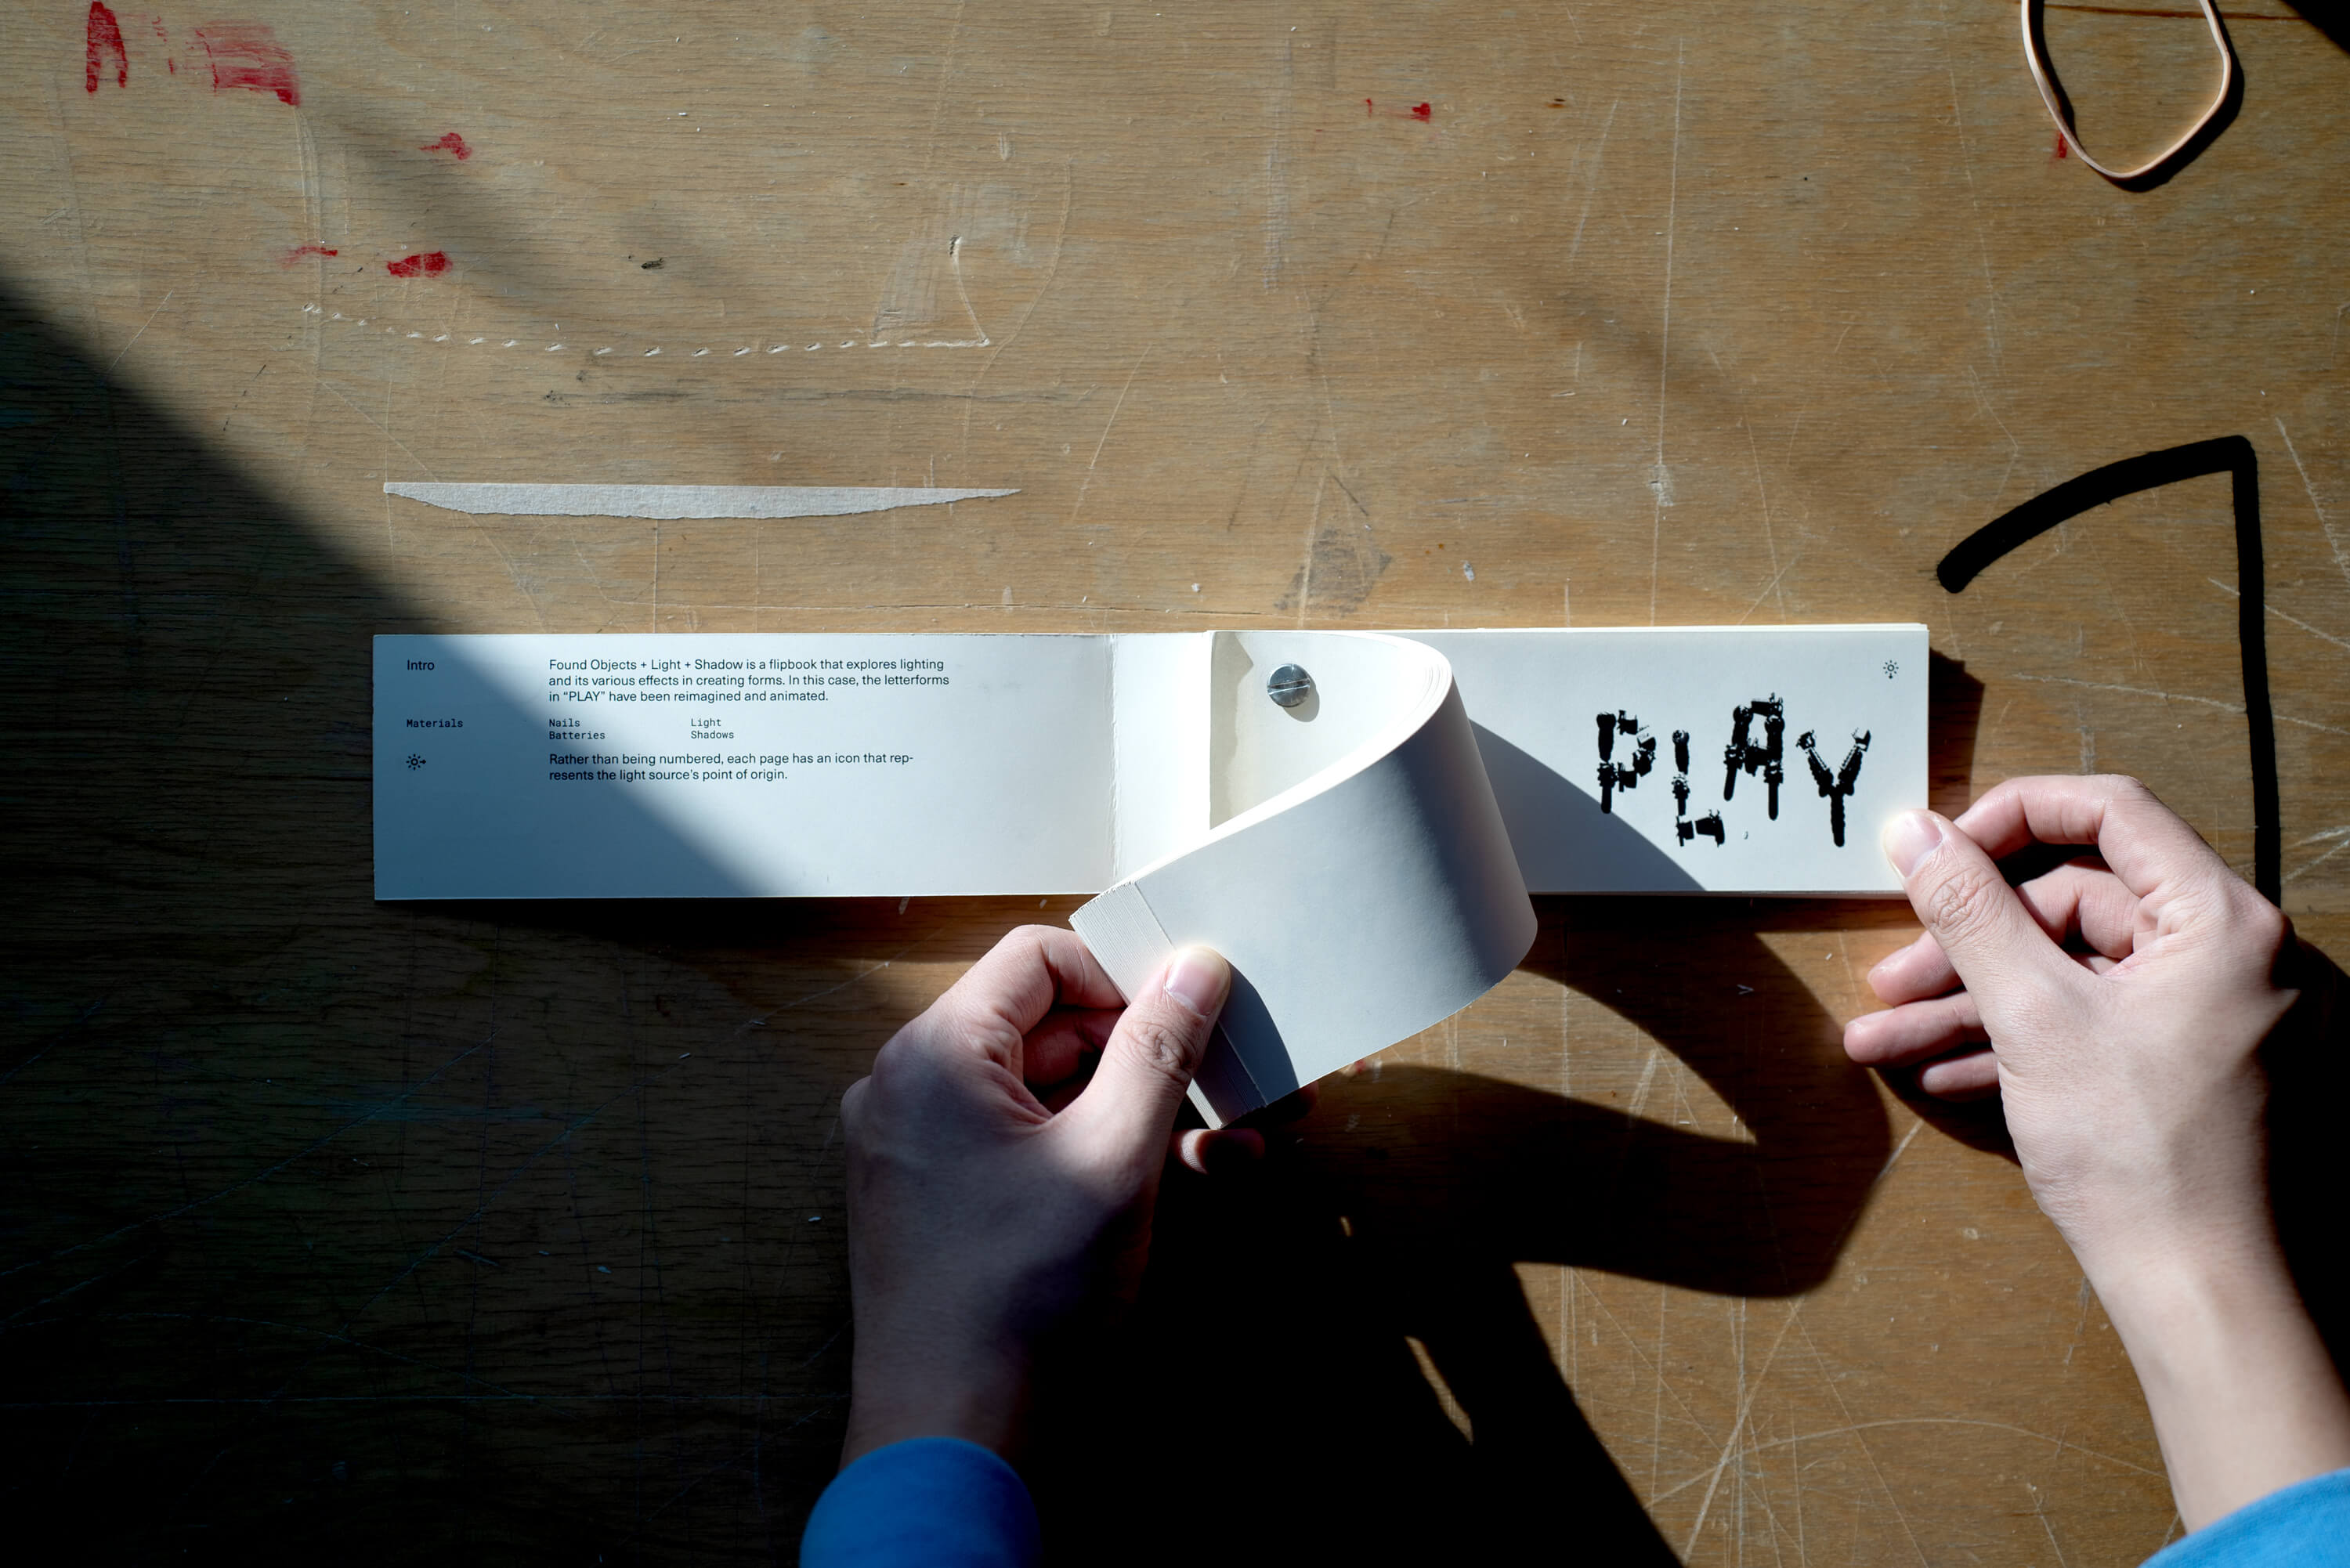 A
Intro
Found Objects + Light + Shadow is a flipbook that explores lighting
and its various effects in creating forms. In this case, the letterforms
in “PLAY” have been reimagined and animated.
Materials
Nails Light
Batteries Shadows
Rather than being numbered, each page has an icon that rep-
resents the light source's point of origin.
PLAY